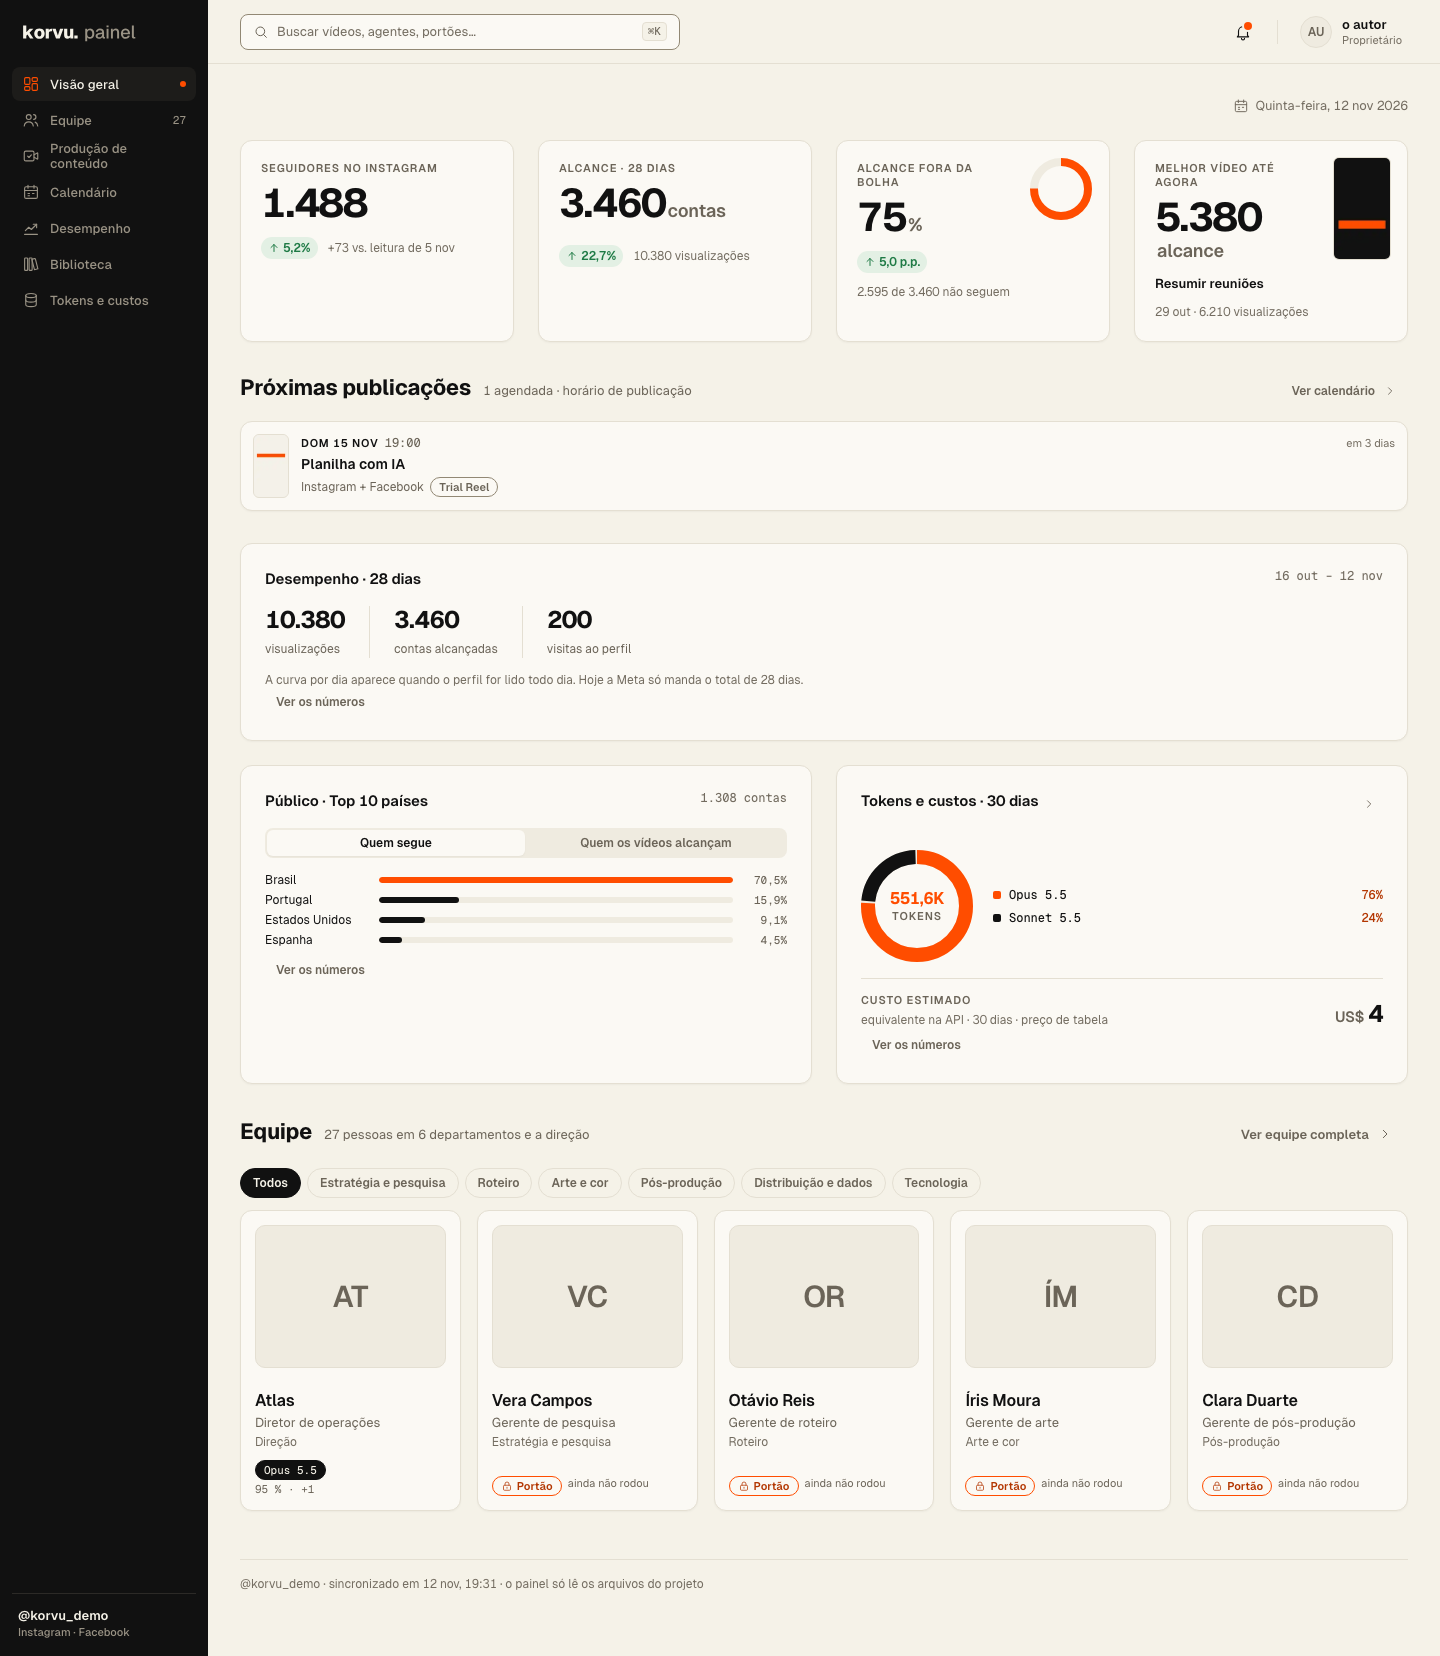 korvu. painel
Visão geral
Equipe 27
Produção de
conteúdo
Calendário
Desempenho
Biblioteca
Tokens e custos
@korvu_demo
Instagram · Facebook
Buscar vídeos, agentes, portões… ⌘K
AU
o autor
Proprietário
Quinta-feira, 12 nov 2026
SEGUIDORES NO INSTAGRAM
1.488
↑ 5,2% +73 vs. leitura de 5 nov
ALCANCE · 28 DIAS
3.460 contas
↑ 22,7% 10.380 visualizações
ALCANCE FORA DA
BOLHA
75%
↑ 5,0 p.p.
2.595 de 3.460 não seguem
MELHOR VÍDEO ATÉ
AGORA
5.380
alcance
Resumir reuniões
29 out · 6.210 visualizações
Próximas publicações 1 agendada · horário de publicação Ver calendário
DOM 15 NOV 19:00 em 3 dias
Planilha com IA
Instagram + Facebook Trial Reel
Desempenho · 28 dias 16 out – 12 nov
10.380 3.460 200
visualizações contas alcançadas visitas ao perfil
A curva por dia aparece quando o perfil for lido todo dia. Hoje a Meta só manda o total de 28 dias.
Ver os números
Público · Top 10 países 1.308 contas
Quem segue Quem os vídeos alcançam
Brasil 70,5%
Portugal 15,9%
Estados Unidos 9,1%
Espanha 4,5%
Ver os números
Tokens e custos · 30 dias
551,6K
TOKENS
Opus 5.5 76%
Sonnet 5.5 24%
CUSTO ESTIMADO
equivalente na API · 30 dias · preço de tabela
US$ 4
Ver os números
Equipe 27 pessoas em 6 departamentos e a direção Ver equipe completa
Todos Estratégia e pesquisa Roteiro Arte e cor Pós-produção Distribuição e dados Tecnologia
AT
Atlas
Diretor de operações
Direção
Opus 5.5
95 % · +1
VC
Vera Campos
Gerente de pesquisa
Estratégia e pesquisa
Portão ainda não rodou
OR
Otávio Reis
Gerente de roteiro
Roteiro
Portão ainda não rodou
ÍM
Íris Moura
Gerente de arte
Arte e cor
Portão ainda não rodou
CD
Clara Duarte
Gerente de pós-produção
Pós-produção
Portão ainda não rodou
@korvu_demo · sincronizado em 12 nov, 19:31 · o painel só lê os arquivos do projeto